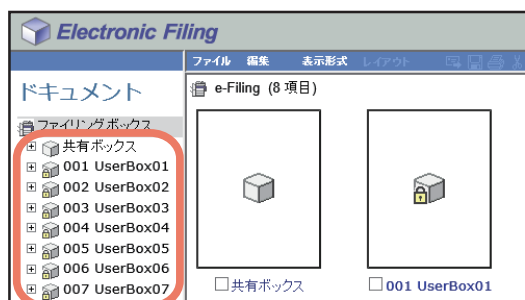 Electronic Filing
ファイル 編集 表示形式 レイアウト
ドキュメント
e-Filing (8 項目)
ファイリングボックス
共有ボックス
001 UserBox01
002 UserBox02
003 UserBox03
004 UserBox04
005 UserBox05
006 UserBox06
007 UserBox07
共有ボックス
001 UserBox01